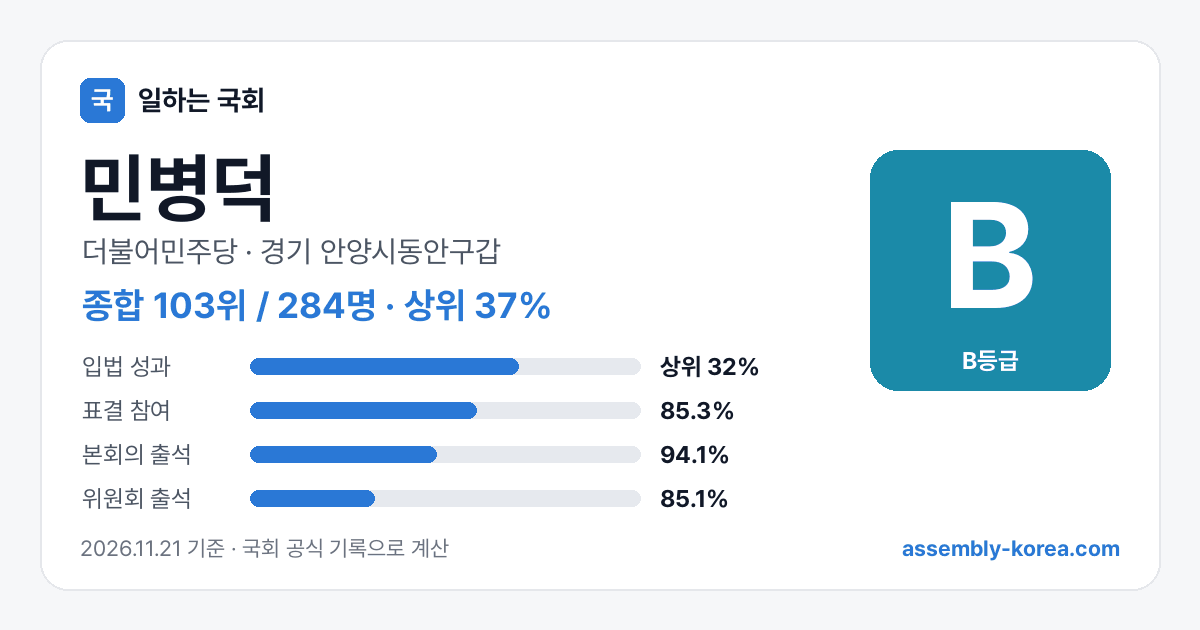 국 일하는 국회
민병덕
더불어민주당 · 경기 안양시동안구갑
종합 103위 / 284명 · 상위 37%
입법 성과 상위 32%
표결 참여 85.3%
본회의 출석 94.1%
위원회 출석 85.1%
B
B등급
2026.11.21 기준 · 국회 공식 기록으로 계산
assembly-korea.com